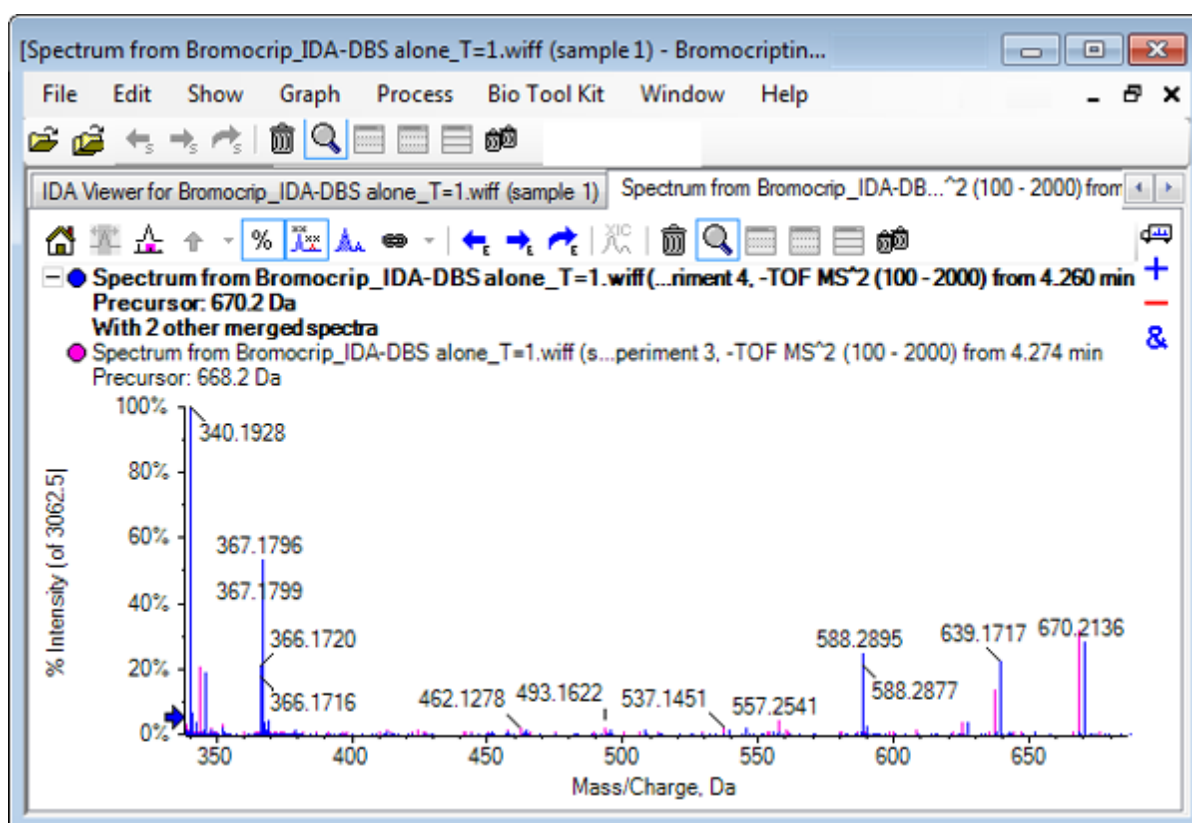 [Spectrum from Bromocrip_IDA-DBS alone_T=1.wiff (sample 1) - Bromocriptin...
File Edit Show Graph Process Bio Tool Kit Window Help
IDA Viewer for Bromocrip_IDA-DBS alone_T=1.wiff (sample 1) Spectrum from Bromocrip_IDA-DB...^2 (100 - 2000) from
%
Spectrum from Bromocrip_IDA-DBS alone_T=1.wiff (...riment 4, -TOF MS^2 (100 - 2000) from 4.260 min
Precursor: 670.2 Da
With 2 other merged spectra
Spectrum from Bromocrip_IDA-DBS alone_T=1.wiff (s...periment 3, -TOF MS^2 (100 - 2000) from 4.274 min
Precursor: 668.2 Da
% Intensity (of 3062.5)
100%
80%
60%
40%
20%
0%
340.1928
367.1796
367.1799
366.1720
366.1716
462.1278
493.1622
537.1451
557.2541
588.2895
588.2877
639.1717
670.2136
350 400 450 500 550 600 650
Mass/Charge, Da